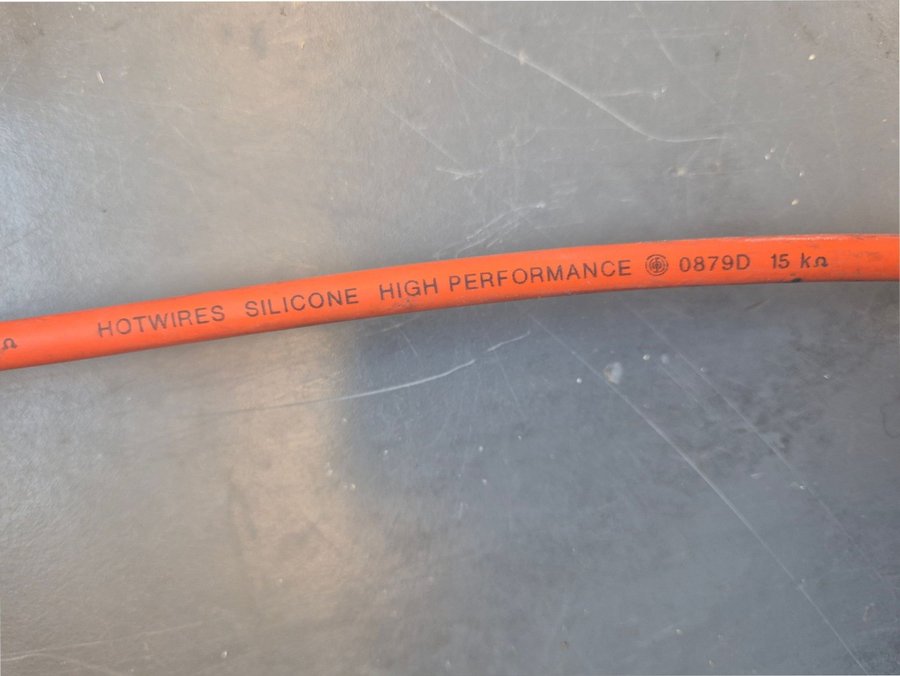 Ω HOTWIRES SILICONE HIGH PERFORMANCE 0879D 15 kΩ